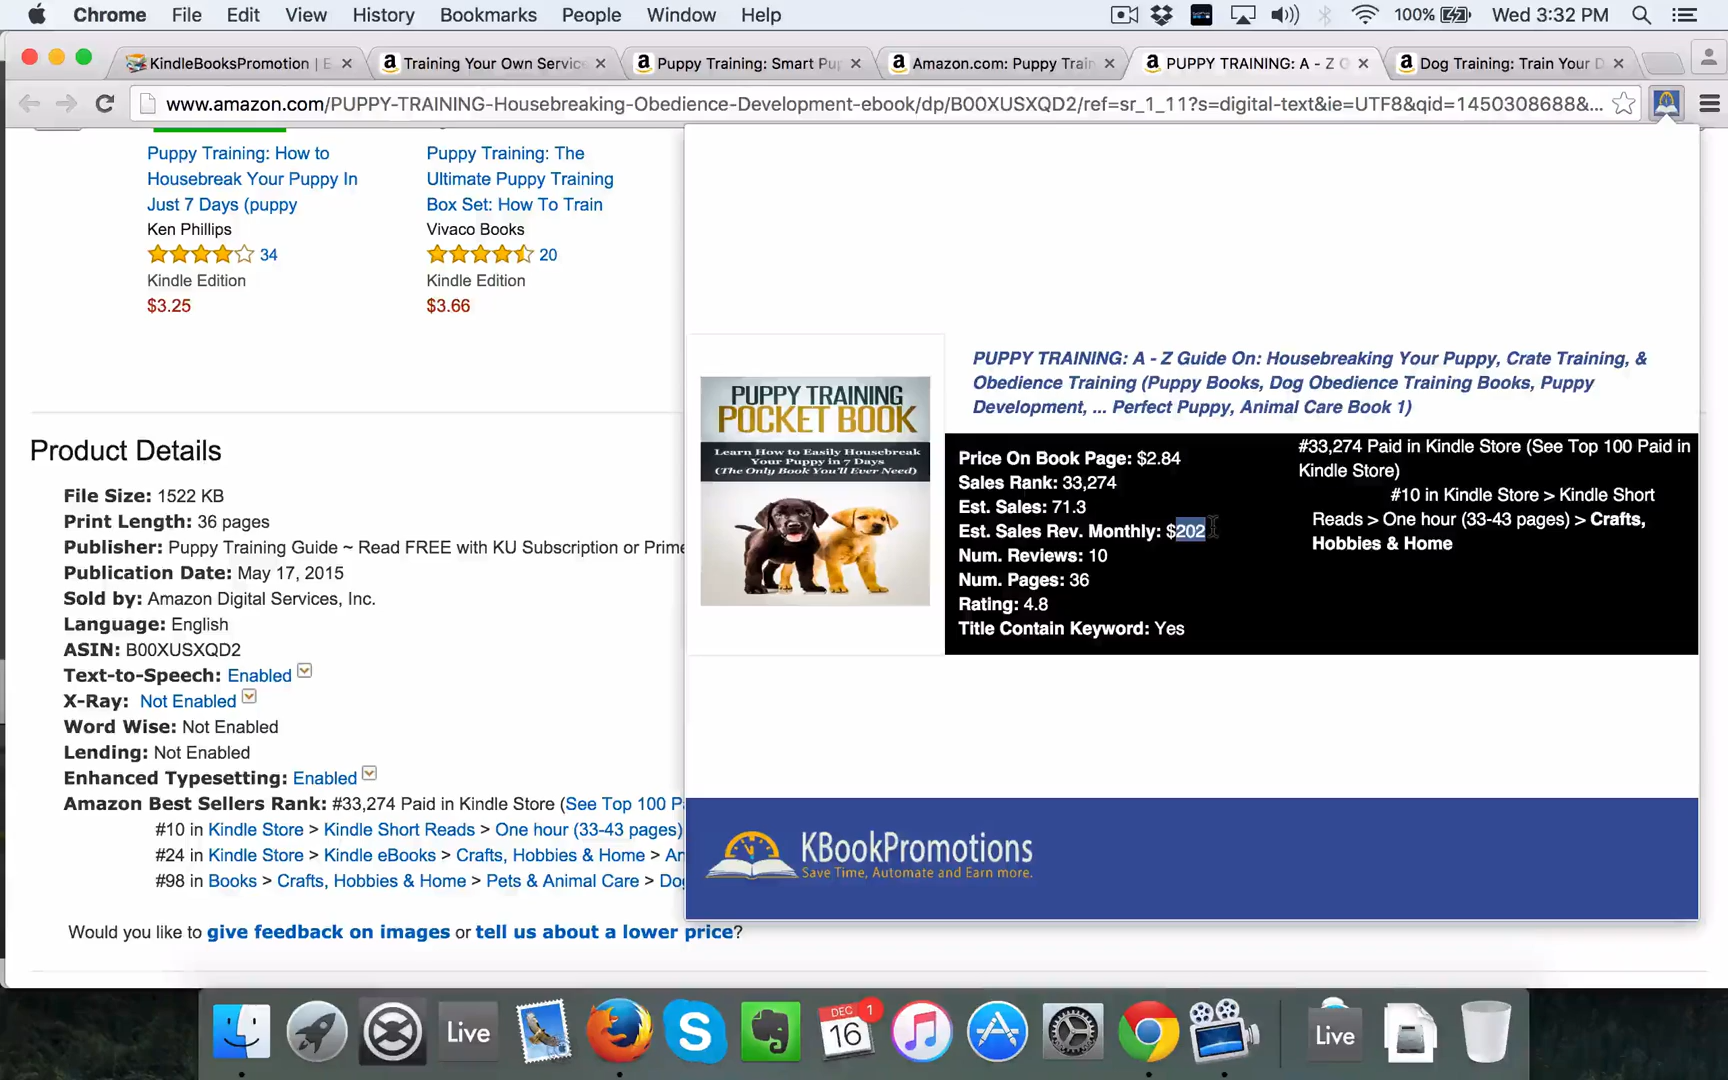 Chrome File Edit View History Bookmarks People Window Help 100% Wed 3:32 PM
KindleBooksPromotion | E Training Your Own Servic Puppy Training: Smart Pup Amazon.com: Puppy Train PUPPY TRAINING: A - Z G Dog Training: Train Your D
www.amazon.com/PUPPY-TRAINING-Housebreaking-Obedience-Development-ebook/dp/B00XUSXQD2/ref=sr_1_11?s=digital-text&ie=UTF8&qid=1450308688&...
Puppy Training: How to
Housebreak Your Puppy In
Just 7 Days (puppy
Ken Phillips
34
Kindle Edition
$3.25
Puppy Training: The
Ultimate Puppy Training
Box Set: How To Train
Vivaco Books
20
Kindle Edition
$3.66
Product Details
File Size: 1522 KB
Print Length: 36 pages
Publisher: Puppy Training Guide ~ Read FREE with KU Subscription or Prime
Publication Date: May 17, 2015
Sold by: Amazon Digital Services, Inc.
Language: English
ASIN: B00XUSXQD2
Text-to-Speech: Enabled
X-Ray: Not Enabled
Word Wise: Not Enabled
Lending: Not Enabled
Enhanced Typesetting: Enabled
Amazon Best Sellers Rank: #33,274 Paid in Kindle Store (See Top 100 P
#10 in Kindle Store > Kindle Short Reads > One hour (33-43 pages)
#24 in Kindle Store > Kindle eBooks > Crafts, Hobbies & Home > An
#98 in Books > Crafts, Hobbies & Home > Pets & Animal Care > Do
Would you like to give feedback on images or tell us about a lower price?
PUPPY TRAINING
POCKET BOOK
Learn How to Easily Housebreak
Your Puppy in 7 Days
(The Only Book You'll Ever Need)
PUPPY TRAINING: A - Z Guide On: Housebreaking Your Puppy, Crate Training, &
Obedience Training (Puppy Books, Dog Obedience Training Books, Puppy
Development, ... Perfect Puppy, Animal Care Book 1)
Price On Book Page: $2.84
Sales Rank: 33,274
Est. Sales: 71.3
Est. Sales Rev. Monthly: $202
Num. Reviews: 10
Num. Pages: 36
Rating: 4.8
Title Contain Keyword: Yes
#33,274 Paid in Kindle Store (See Top 100 Paid in
Kindle Store)
#10 in Kindle Store > Kindle Short
Reads > One hour (33-43 pages) > Crafts,
Hobbies & Home
KBookPromotions
Save Time, Automate and Earn more.
Live
DEC
16
1
Live